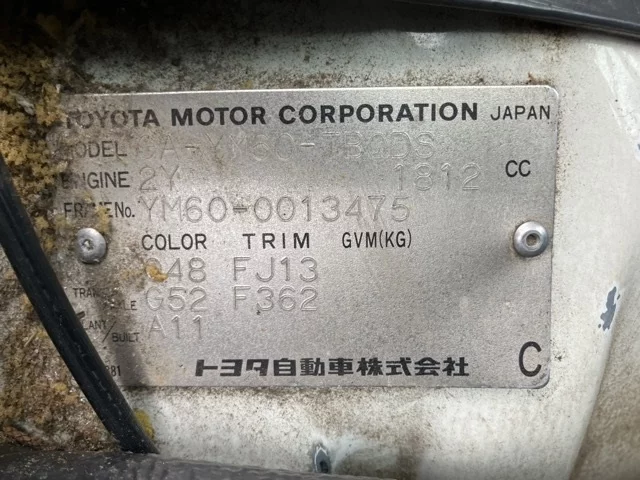 TOYOTA MOTOR CORPORATION JAPAN
MODEL
ENGINE 2Y 1812 CC
FRAME No. YM60-0013475
COLOR TRIM GVM(KG)
FJ13
G52 F362
BUILT A11
トヨタ自動車株式会社 C